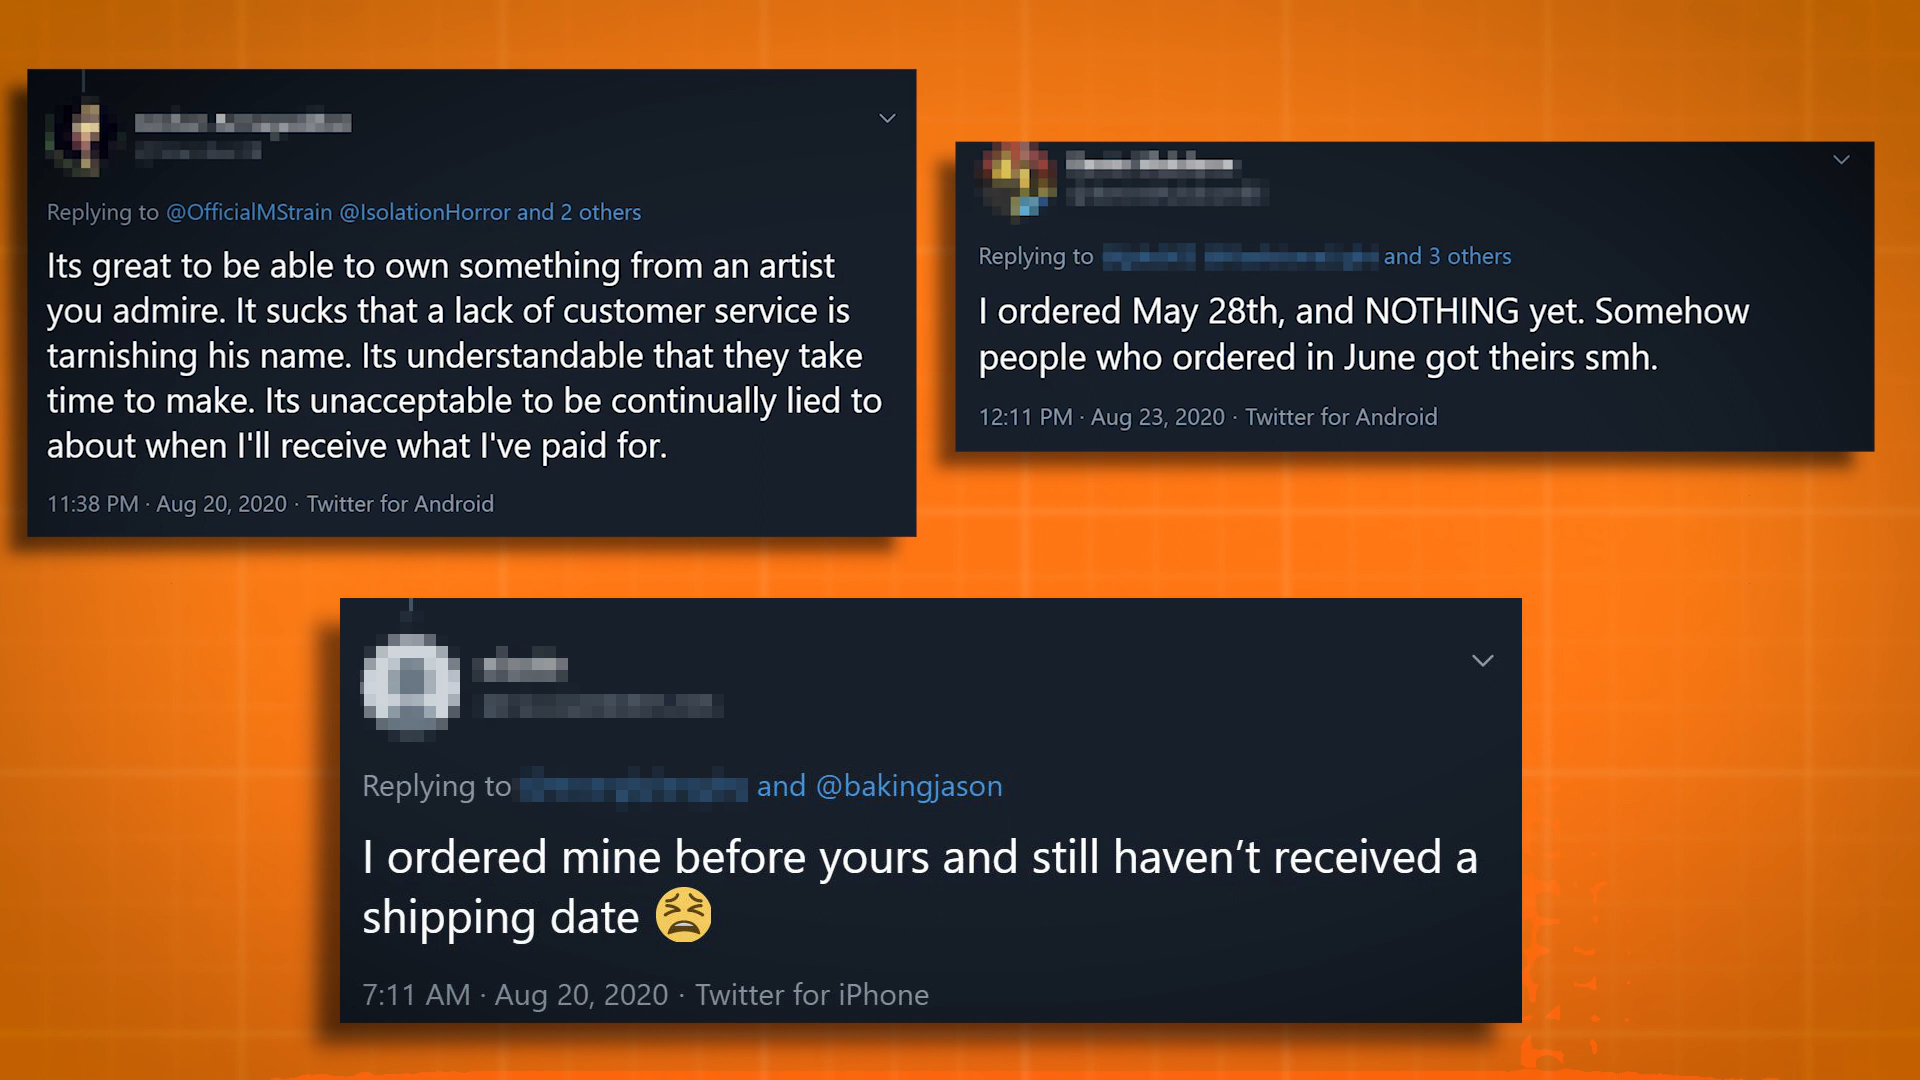 Replying to @OfficialMStrain @IsolationHorror and 2 others
Its great to be able to own something from an artist
you admire. It sucks that a lack of customer service is
tarnishing his name. Its understandable that they take
time to make. Its unacceptable to be continually lied to
about when I'll receive what I've paid for.
11:38 PM · Aug 20, 2020 · Twitter for Android
Replying to and 3 others
I ordered May 28th, and NOTHING yet. Somehow
people who ordered in June got theirs smh.
12:11 PM · Aug 23, 2020 · Twitter for Android
Replying to and @bakingjason
I ordered mine before yours and still haven’t received a
shipping date 😫
7:11 AM · Aug 20, 2020 · Twitter for iPhone